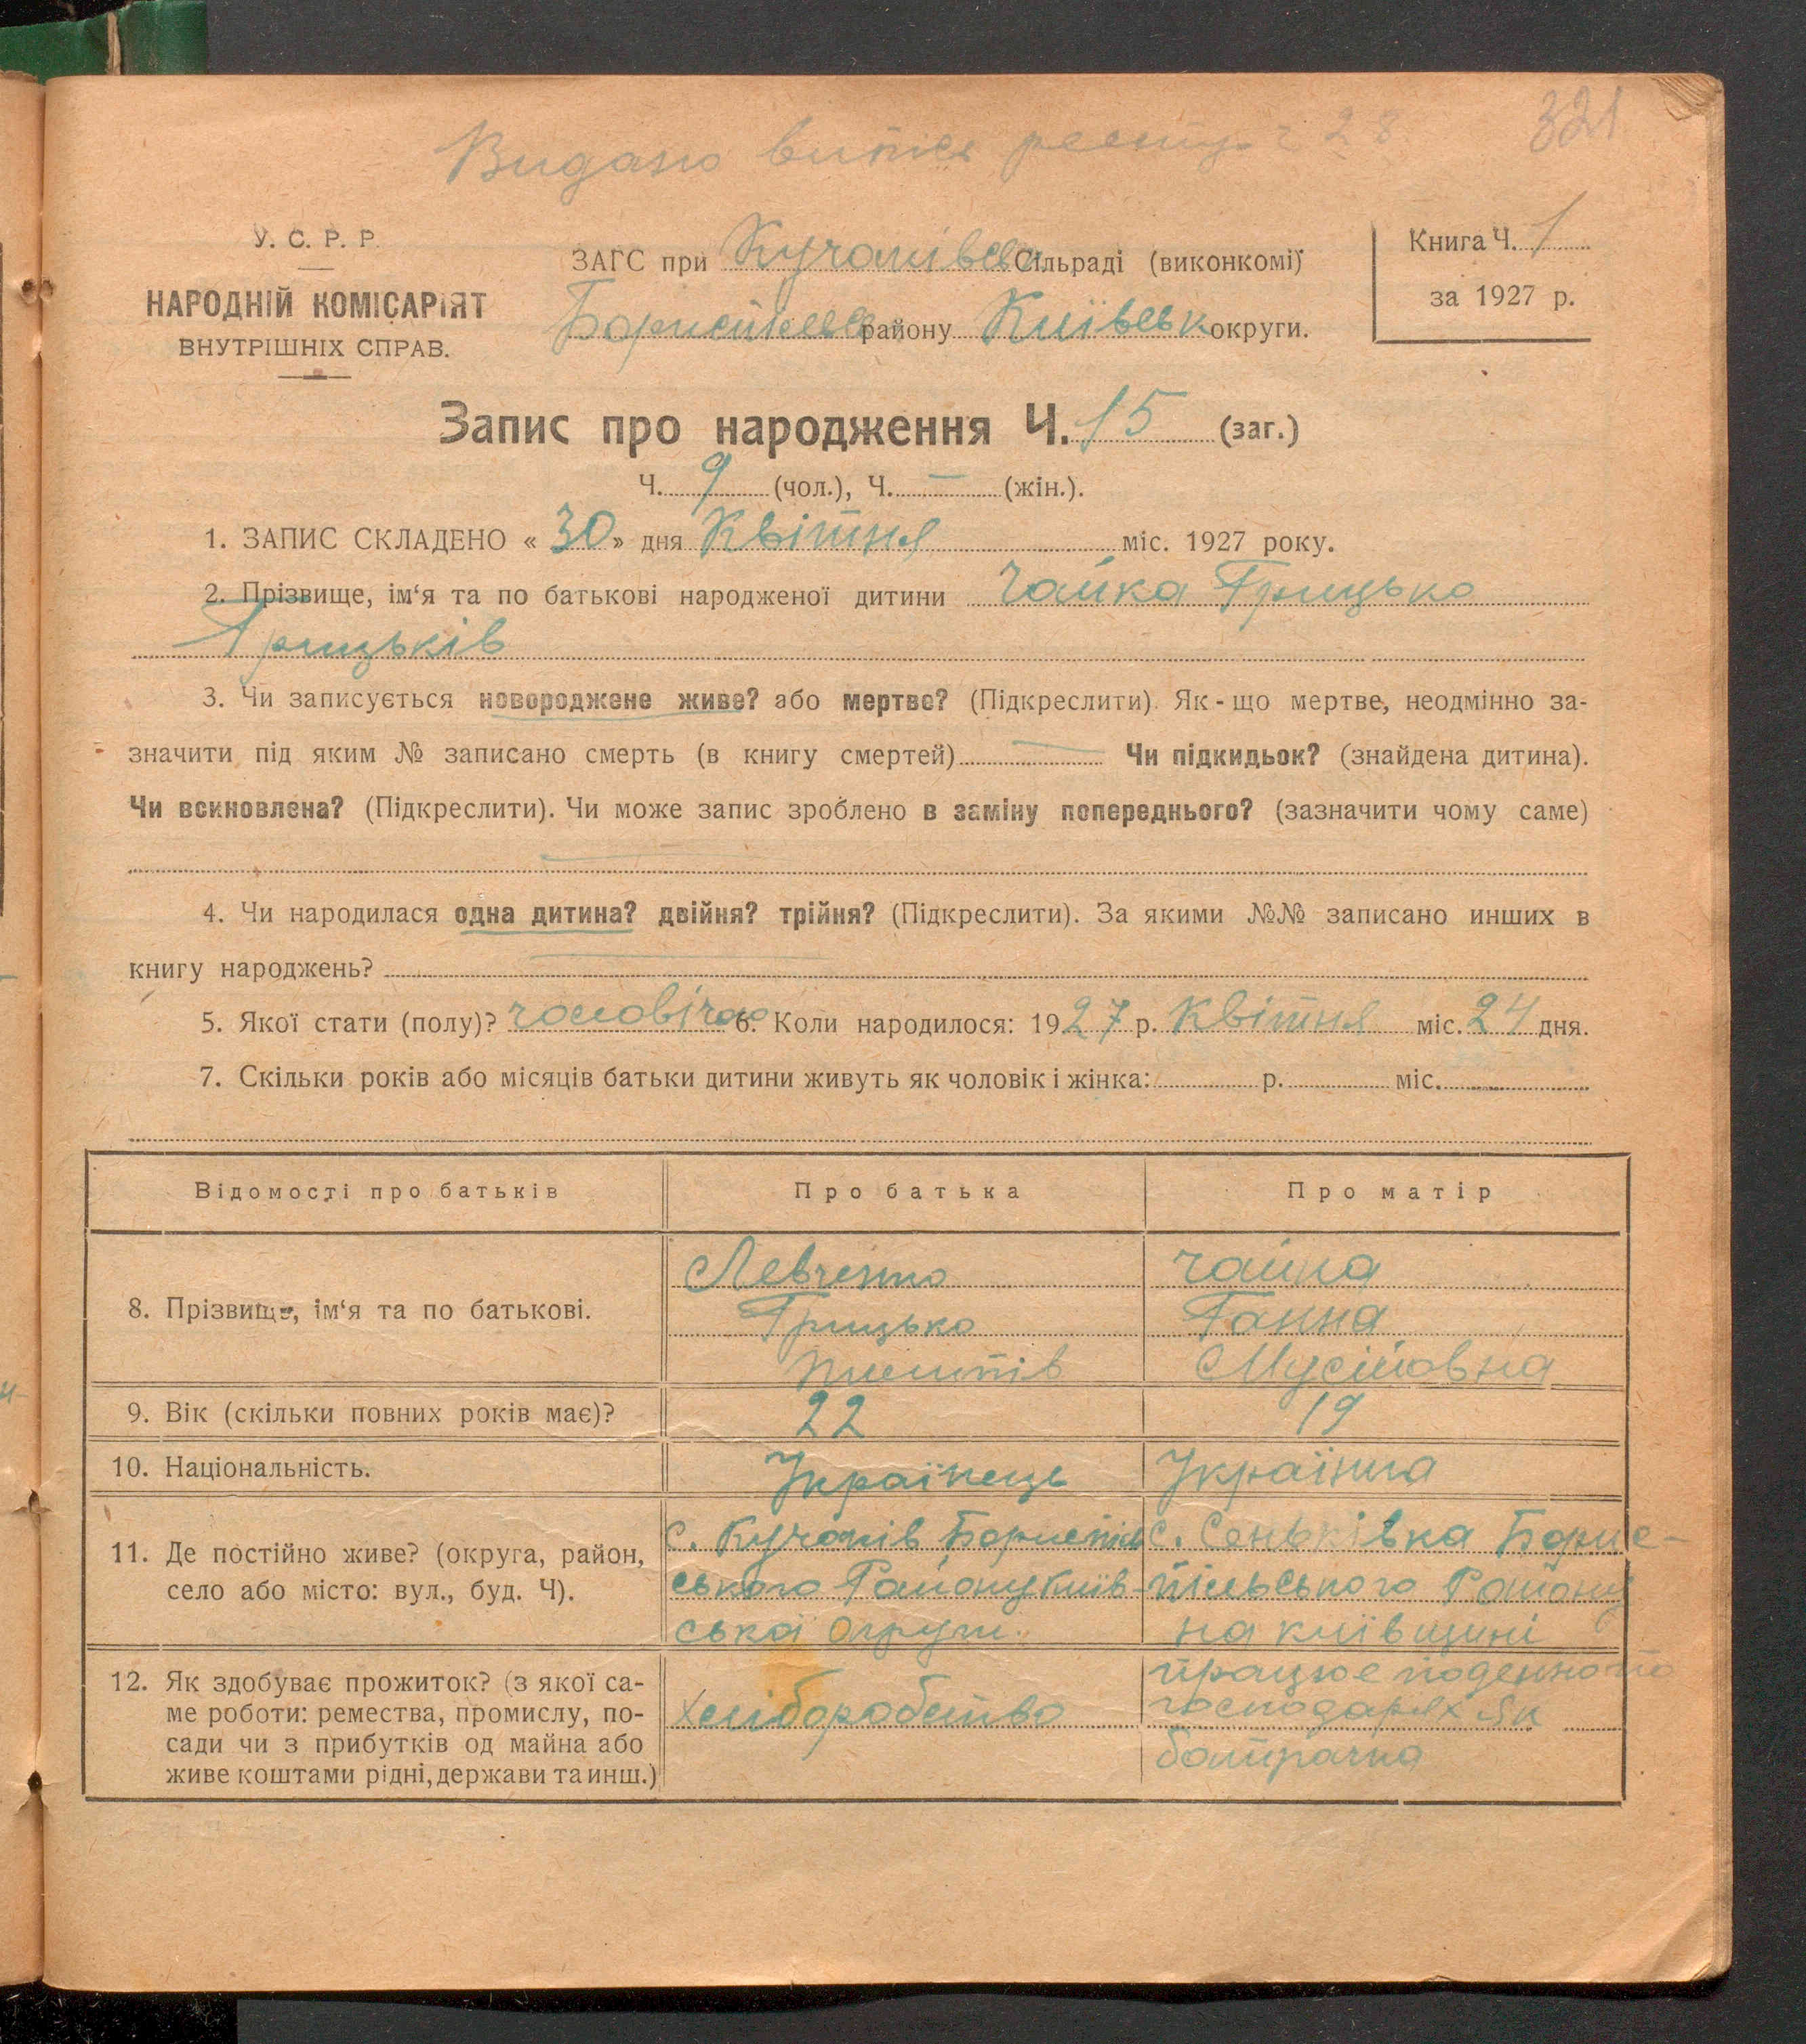 Видано випис реестр. ч 28
321
У. С. Р. Р.
НАРОДНІЙ КОМІСАРІЯТ
ВНУТРІШНІХ СПРАВ.
ЗАГС при Кучаківськ Сільраді (виконкомі)
Бориспільськ району Київськ округи.
Книга Ч. 1
за 1927 р.
Запис про народження Ч. 15 (заг.)
Ч. 9 (чол.), Ч. — (жін.).
1. ЗАПИС СКЛАДЕНО « 30 » дня Квітня міс. 1927 року.
2. Прізвище, ім‘я та по батькові народженої дитини Чайка Грицько
Грицьків
3. Чи записується новороджене живе? або мертве? (Підкреслити). Як-що мертве, неодмінно за-
значити під яким № записано смерть (в книгу смертей) — Чи підкидьок? (знайдена дитина).
Чи всиновлена? (Підкреслити). Чи може запис зроблено в заміну попереднього? (зазначити чому саме)
4. Чи народилася одна дитина? двійня? трійня? (Підкреслити). За якими №№ записано инших в
книгу народжень?
5. Якої стати (полу)? чоловічої 6. Коли народилося: 1927 р. Квітня міс. 24 дня.
7. Скільки років або місяців батьки дитини живуть як чоловік і жінка: р. міс.
Відомості про батьків Про батька Про матір
8. Прізвище, ім‘я та по батькові.
Левченко
Грицько
Пилипів
Чайка
Ганна
Мусійовна
9. Вік (скільки повних років має)? 22 19
10. Національність. Українець Українка
11. Де постійно живе? (округа, район,
село або місто: вул., буд. Ч).
с. Кучаків Бориспіль
ського Району Київ-
ської округи.
с. Сеньківка Борис-
пільського Району
на київщині
12. Як здобуває прожиток? (з якої са-
ме роботи: ремества, промислу, по-
сади чи з прибутків од майна або
живе коштами рідні, держави та инш.)
Хліборобство
працює поденно по
господарях як
батрачка